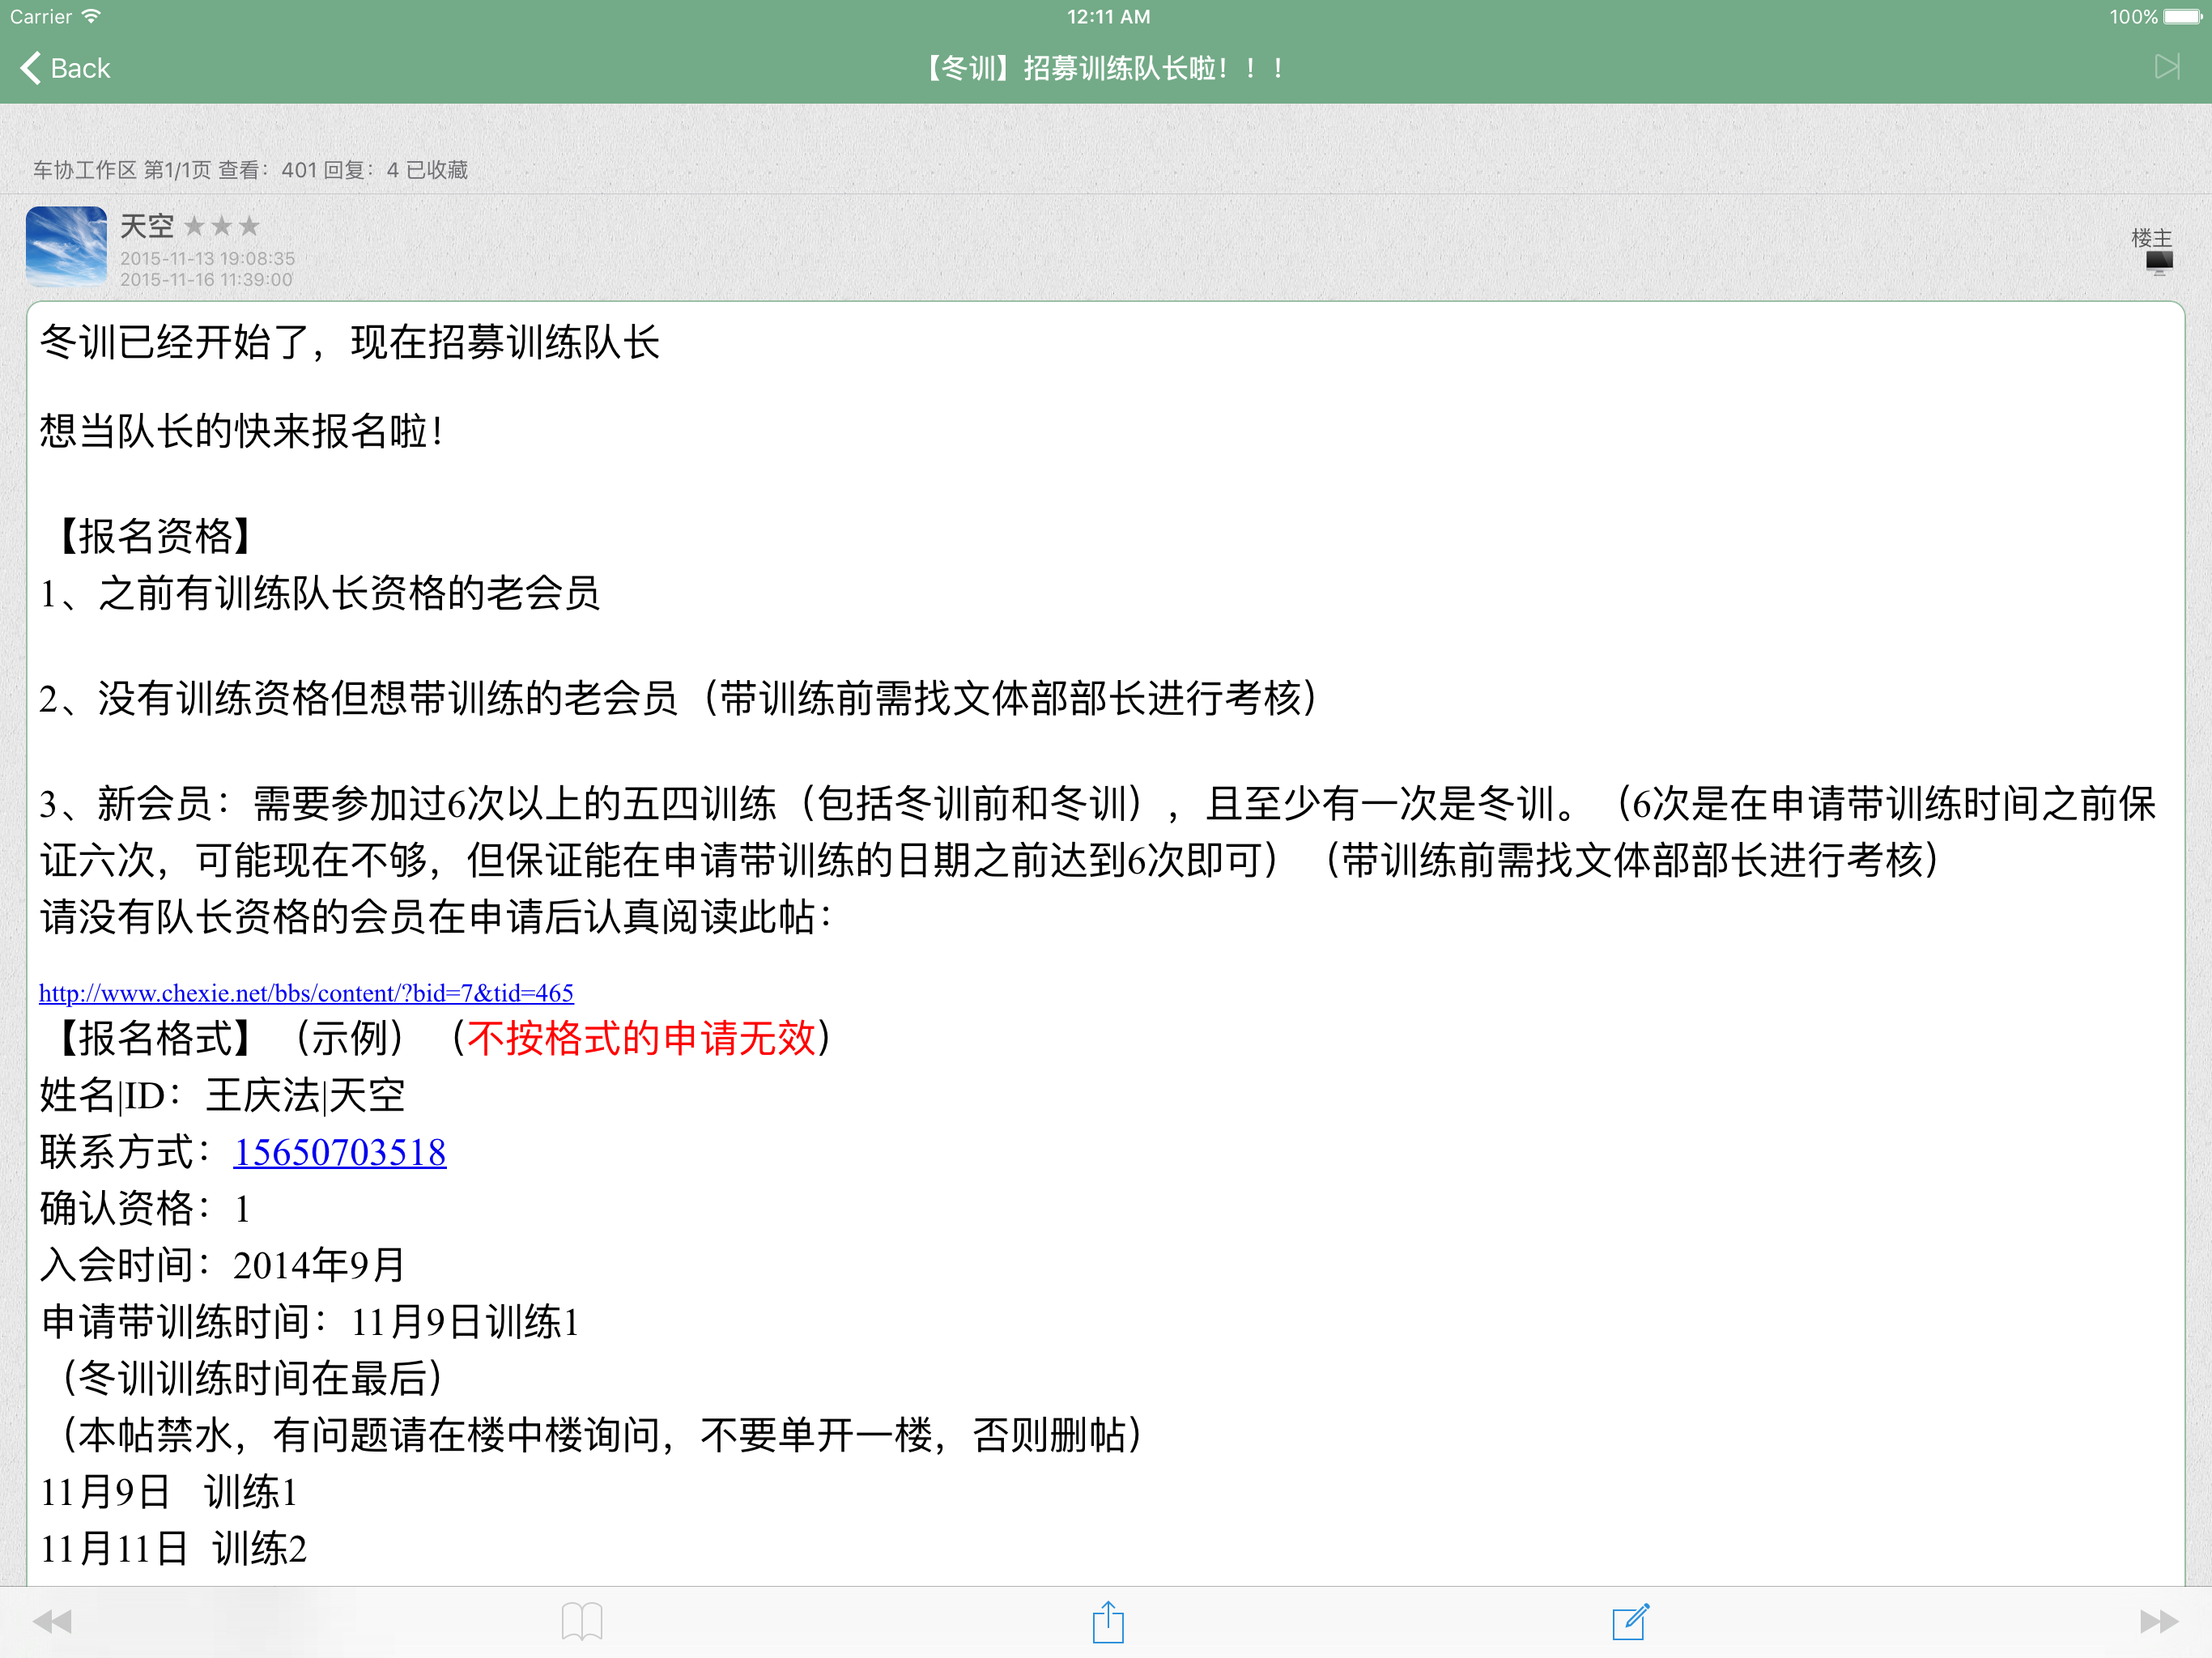 Carrier 12:11 AM 100%
Back 【冬训】招募训练队长啦！！！
车协工作区 第1/1页 查看：401 回复：4 已收藏
天空 ★★★
楼主
2015-11-13 19:08:35
2015-11-16 11:39:00
冬训已经开始了，现在招募训练队长
想当队长的快来报名啦！
【报名资格】
1、之前有训练队长资格的老会员
2、没有训练资格但想带训练的老会员（带训练前需找文体部部长进行考核）
3、新会员：需要参加过6次以上的五四训练（包括冬训前和冬训），且至少有一次是冬训。（6次是在申请带训练时间之前保
证六次，可能现在不够，但保证能在申请带训练的日期之前达到6次即可）（带训练前需找文体部部长进行考核）
请没有队长资格的会员在申请后认真阅读此帖：
http://www.chexie.net/bbs/content/?bid=7&tid=465
【报名格式】（示例）（不按格式的申请无效）
姓名|ID：王庆法|天空
联系方式：15650703518
确认资格：1
入会时间：2014年9月
申请带训练时间：11月9日训练1
（冬训训练时间在最后）
（本帖禁水，有问题请在楼中楼询问，不要单开一楼，否则删帖）
11月9日 训练1
11月11日 训练2